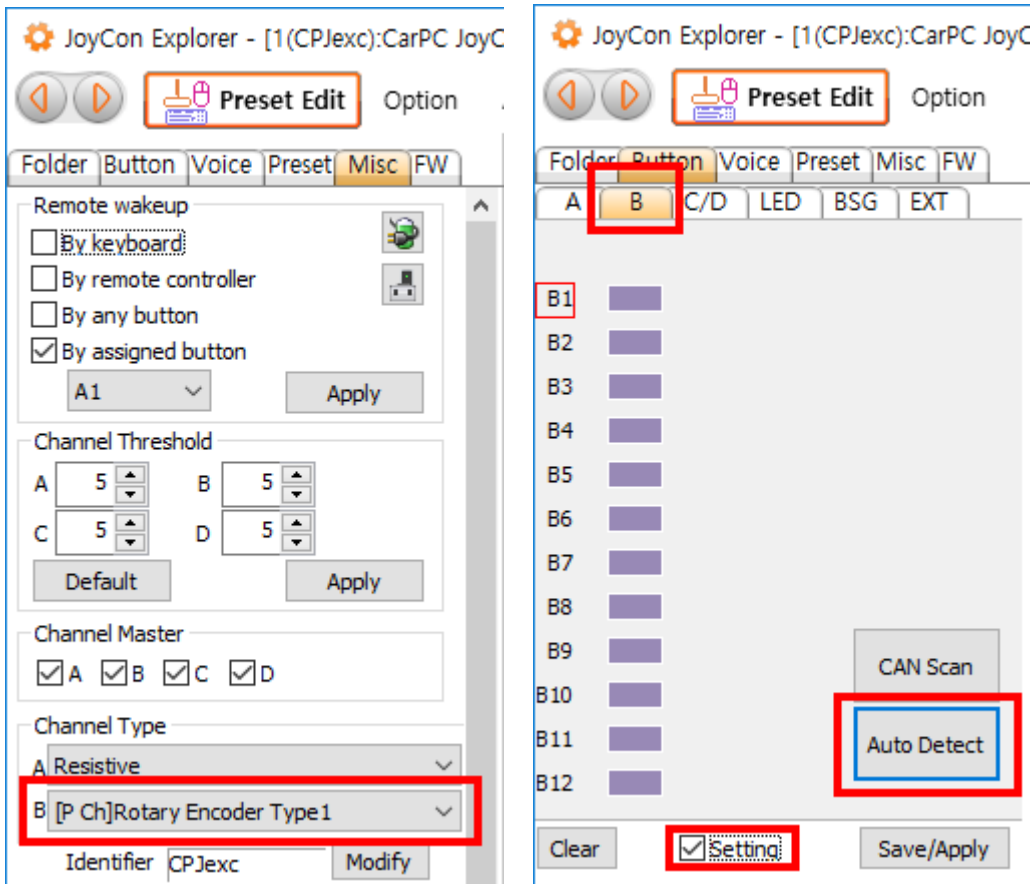 JoyCon Explorer - [1(CPJexc):CarPC JoyC
Preset Edit Option
Folder Button Voice Preset Misc FW
Remote wakeup
By keyboard
By remote controller
By any button
By assigned button
A1 Apply
Channel Threshold
A 5 B 5
C 5 D 5
Default Apply
Channel Master
A B C D
Channel Type
A Resistive
B [P Ch]Rotary Encoder Type1
Identifier CPJexc Modify
JoyCon Explorer - [1(CPJexc):CarPC JoyC
Preset Edit Option
Folder Button Voice Preset Misc FW
A B C/D LED BSG EXT
B1
B2
B3
B4
B5
B6
B7
B8
B9
CAN Scan
B10
B11
Auto Detect
B12
Clear Setting Save/Apply